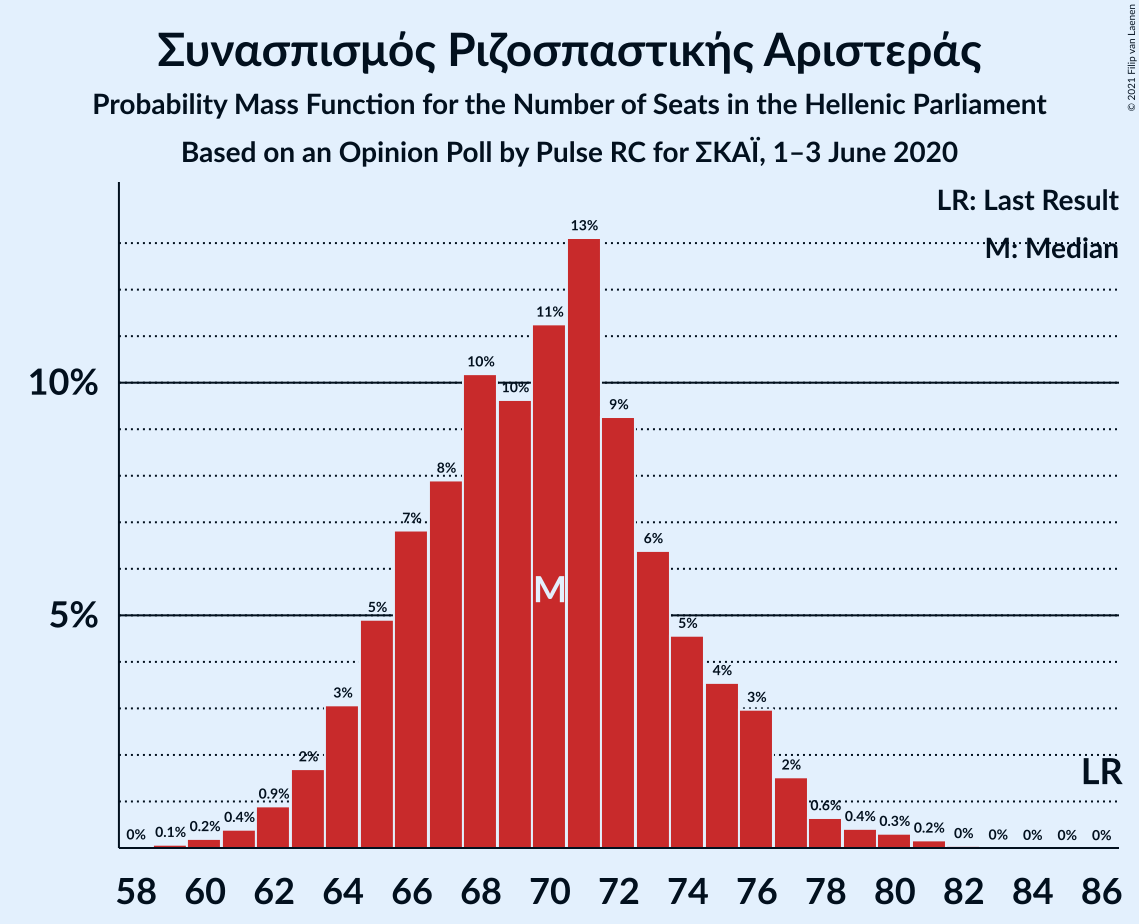 Συνασπισμός Ριζοσπαστικής Αριστεράς
Probability Mass Function for the Number of Seats in the Hellenic Parliament
Based on an Opinion Poll by Pulse RC for ΣΚΑΪ, 1–3 June 2020
© 2021 Filip van Laenen
LR: Last Result
M: Median
10%
5%
0% 0.1% 0.2% 0.4% 0.9% 2% 3% 5% 7% 8% 10% 10% 11% 13% 9% 6% 5% 4% 3% 2% 0.6% 0.4% 0.3% 0.2% 0% 0% 0% 0% 0%
M
LR
58 60 62 64 66 68 70 72 74 76 78 80 82 84 86